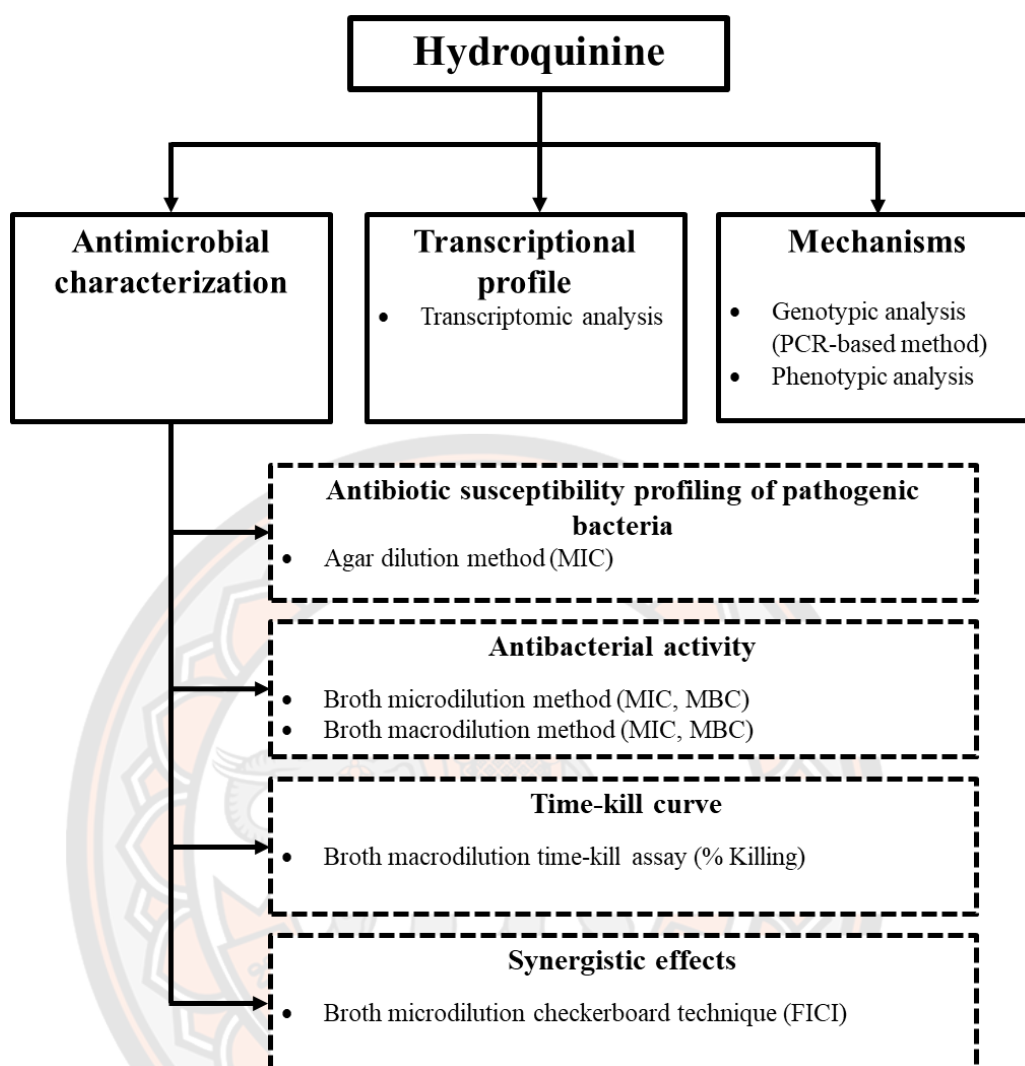 Hydroquinine
Antimicrobial
characterization
Transcriptional
profile
• Transcriptomic analysis
Mechanisms
• Genotypic analysis
(PCR-based method)
• Phenotypic analysis
Antibiotic susceptibility profiling of pathogenic
bacteria
• Agar dilution method (MIC)
Antibacterial activity
• Broth microdilution method (MIC, MBC)
• Broth macrodilution method (MIC, MBC)
Time-kill curve
• Broth macrodilution time-kill assay (% Killing)
Synergistic effects
• Broth microdilution checkerboard technique (FICI)